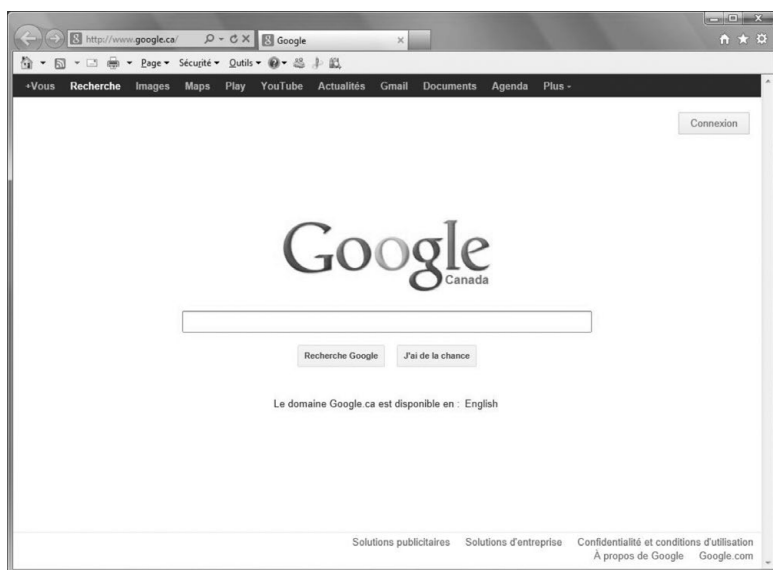 http://www.google.ca/ Google
Page Sécurité Outils
+Vous Recherche Images Maps Play YouTube Actualités Gmail Documents Agenda Plus
Connexion
Google
Canada
Recherche Google J'ai de la chance
Le domaine Google.ca est disponible en : English
Solutions publicitaires Solutions d'entreprise Confidentialité et conditions d'utilisation
À propos de Google Google.com